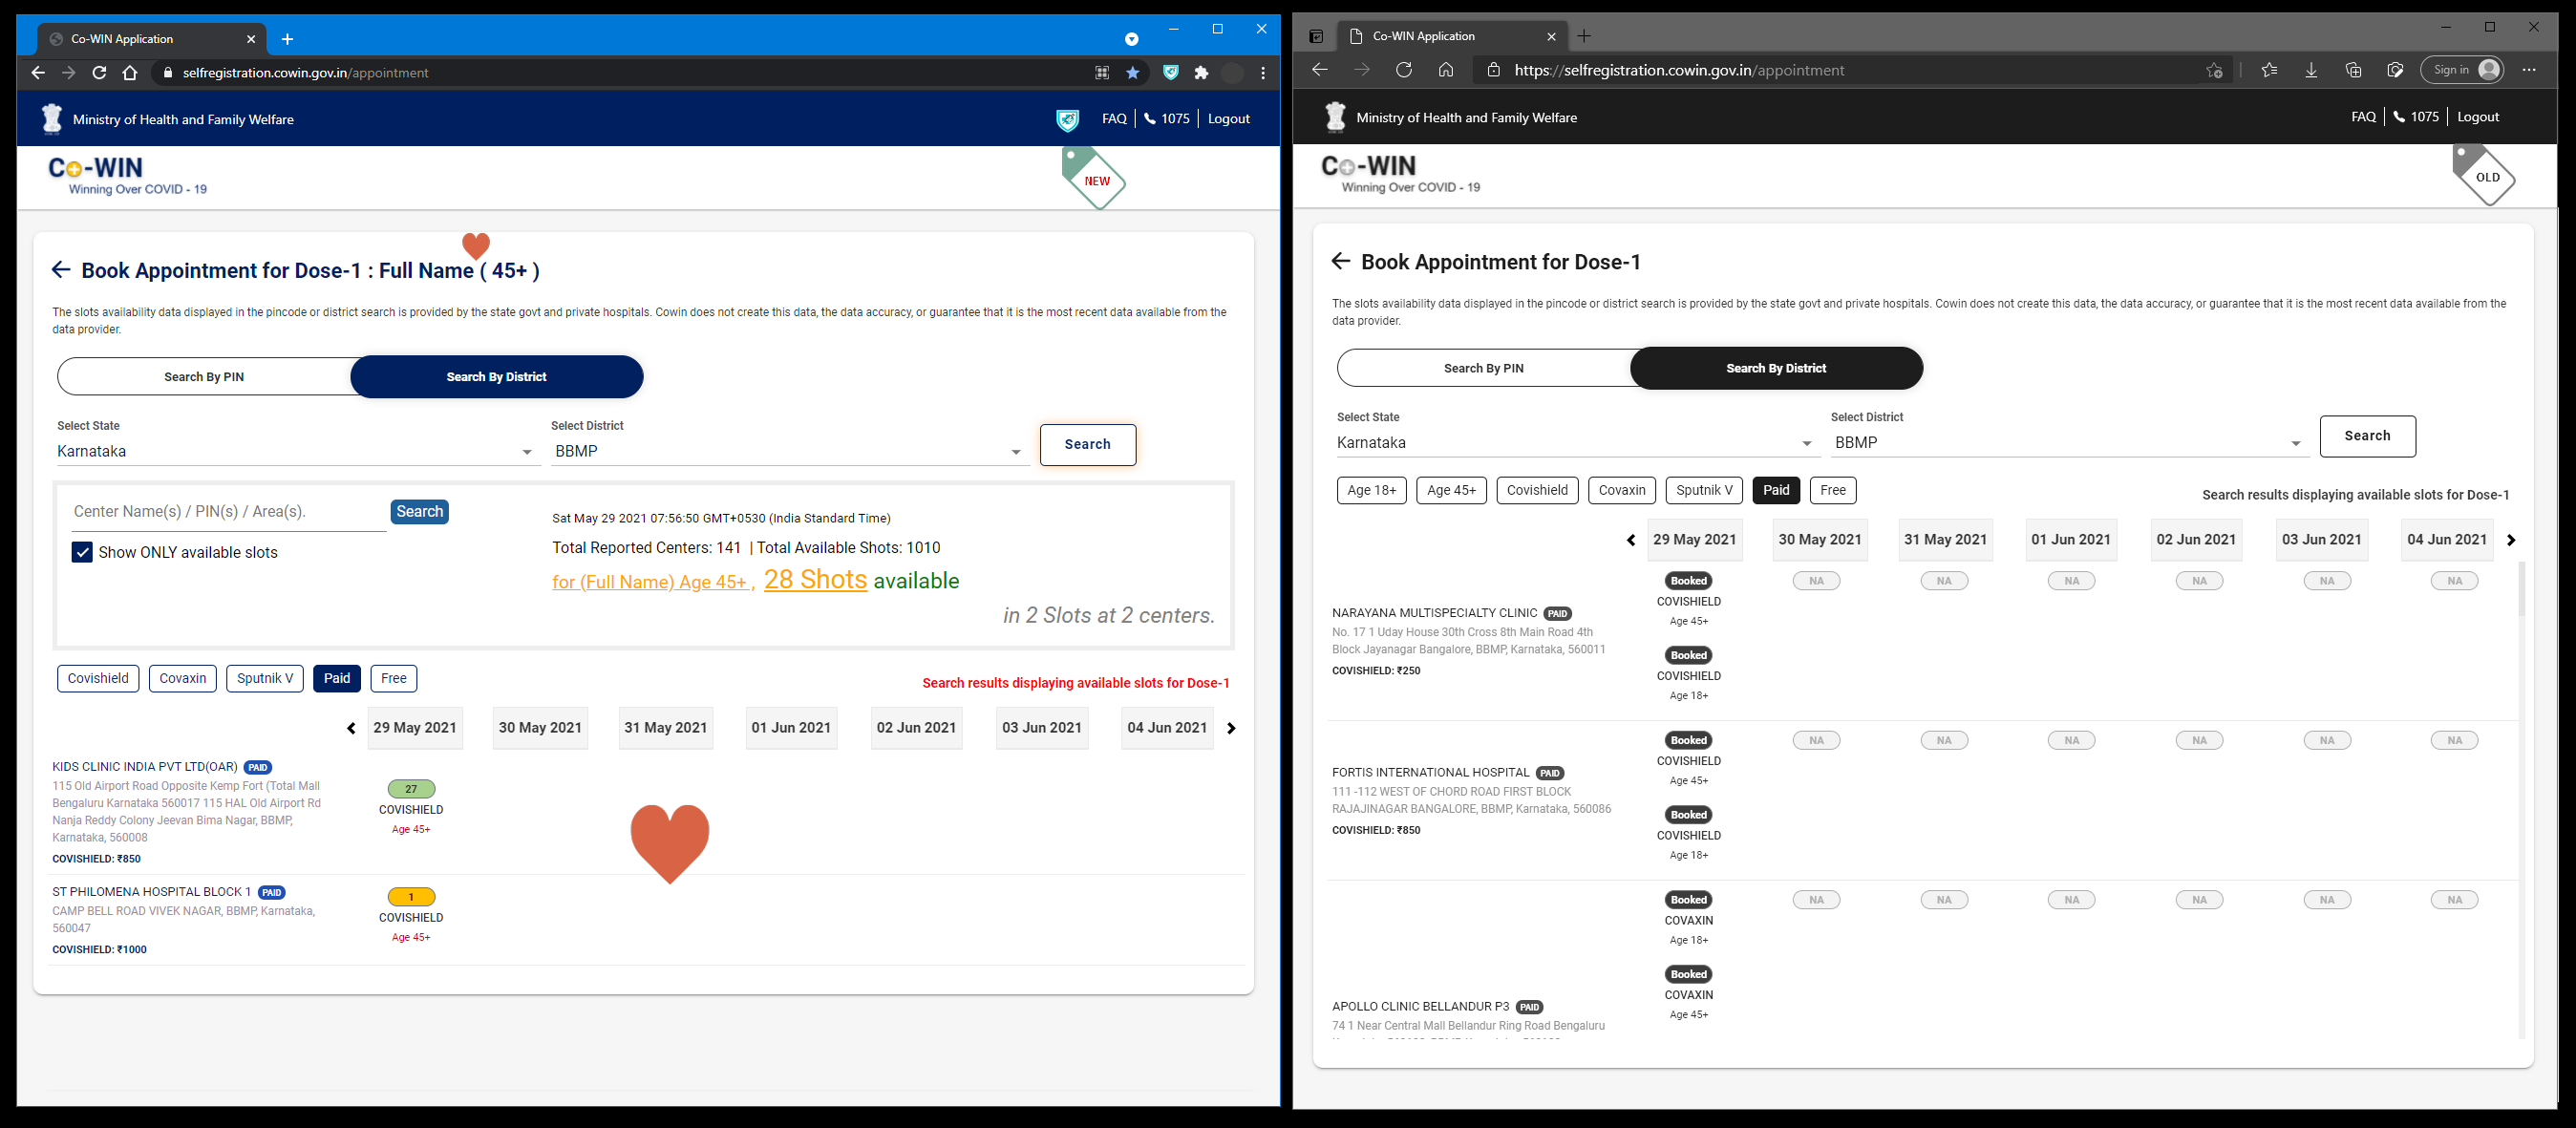 Co-WIN Application
selfregistration.cowin.gov.in/appointment
Ministry of Health and Family Welfare
FAQ
1075
Logout
Co-WIN
Winning Over COVID - 19
NEW
Book Appointment for Dose-1 : Full Name ( 45+ )
The slots availability data displayed in the pincode or district search is provided by the state govt and private hospitals. Cowin does not create this data, the data accuracy, or guarantee that it is the most recent data available from the
data provider.
Search By PIN
Search By District
Select State
Select District
Karnataka
BBMP
Search
Center Name(s) / PIN(s) / Area(s).
Search
Show ONLY available slots
Sat May 29 2021 07:56:50 GMT+0530 (India Standard Time)
Total Reported Centers: 141 | Total Available Shots: 1010
for (Full Name) Age 45+ , 28 Shots available
in 2 Slots at 2 centers.
Covishield
Covaxin
Sputnik V
Paid
Free
Search results displaying available slots for Dose-1
29 May 2021
30 May 2021
31 May 2021
01 Jun 2021
02 Jun 2021
03 Jun 2021
04 Jun 2021
KIDS CLINIC INDIA PVT LTD(OAR) PAID
115 Old Airport Road Opposite Kemp Fort (Total Mall
Bengaluru Karnataka 560017 115 HAL Old Airport Rd
Nanja Reddy Colony Jeevan Bima Nagar, BBMP,
Karnataka, 560008
COVISHIELD: ₹850
27
COVISHIELD
Age 45+
ST PHILOMENA HOSPITAL BLOCK 1 PAID
CAMP BELL ROAD VIVEK NAGAR, BBMP, Karnataka,
560047
COVISHIELD: ₹1000
1
COVISHIELD
Age 45+
Co-WIN Application
https://selfregistration.cowin.gov.in/appointment
Sign in
Ministry of Health and Family Welfare
FAQ
1075
Logout
Co-WIN
Winning Over COVID - 19
OLD
Book Appointment for Dose-1
The slots availability data displayed in the pincode or district search is provided by the state govt and private hospitals. Cowin does not create this data, the data accuracy, or guarantee that it is the most recent data available from the
data provider.
Search By PIN
Search By District
Select State
Select District
Karnataka
BBMP
Search
Age 18+
Age 45+
Covishield
Covaxin
Sputnik V
Paid
Free
Search results displaying available slots for Dose-1
29 May 2021
30 May 2021
31 May 2021
01 Jun 2021
02 Jun 2021
03 Jun 2021
04 Jun 2021
NARAYANA MULTISPECIALTY CLINIC PAID
No. 17 1 Uday House 30th Cross 8th Main Road 4th
Block Jayanagar Bangalore, BBMP, Karnataka, 560011
COVISHIELD: ₹250
Booked
COVISHIELD
Age 45+
Booked
COVISHIELD
Age 18+
NA
NA
NA
NA
NA
NA
FORTIS INTERNATIONAL HOSPITAL PAID
111 -112 WEST OF CHORD ROAD FIRST BLOCK
RAJAJINAGAR BANGALORE, BBMP, Karnataka, 560086
COVISHIELD: ₹850
Booked
COVISHIELD
Age 45+
Booked
COVISHIELD
Age 18+
NA
NA
NA
NA
NA
NA
APOLLO CLINIC BELLANDUR P3 PAID
74 1 Near Central Mall Bellandur Ring Road Bengaluru
Booked
COVAXIN
Age 18+
Booked
COVAXIN
Age 45+
NA
NA
NA
NA
NA
NA